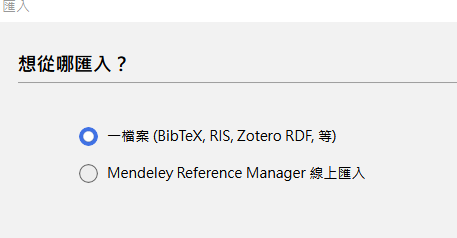 匯入
想從哪匯入？
一檔案 (BibTeX, RIS, Zotero RDF, 等)
Mendeley Reference Manager 線上匯入